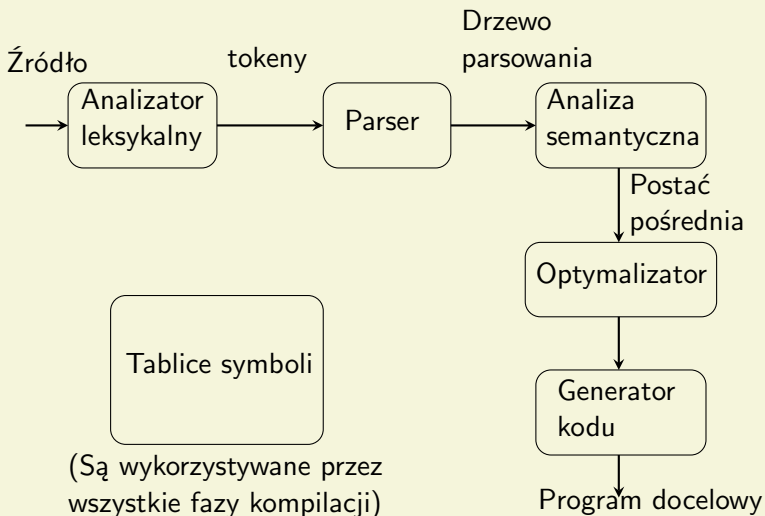 Źródło
tokeny
Drzewo
parsowania
Analizator
leksykalny
Parser
Analiza
semantyczna
Postać
pośrednia
Optymalizator
Tablice symboli
Generator
kodu
(Są wykorzystywane przez
wszystkie fazy kompilacji)
Program docelowy